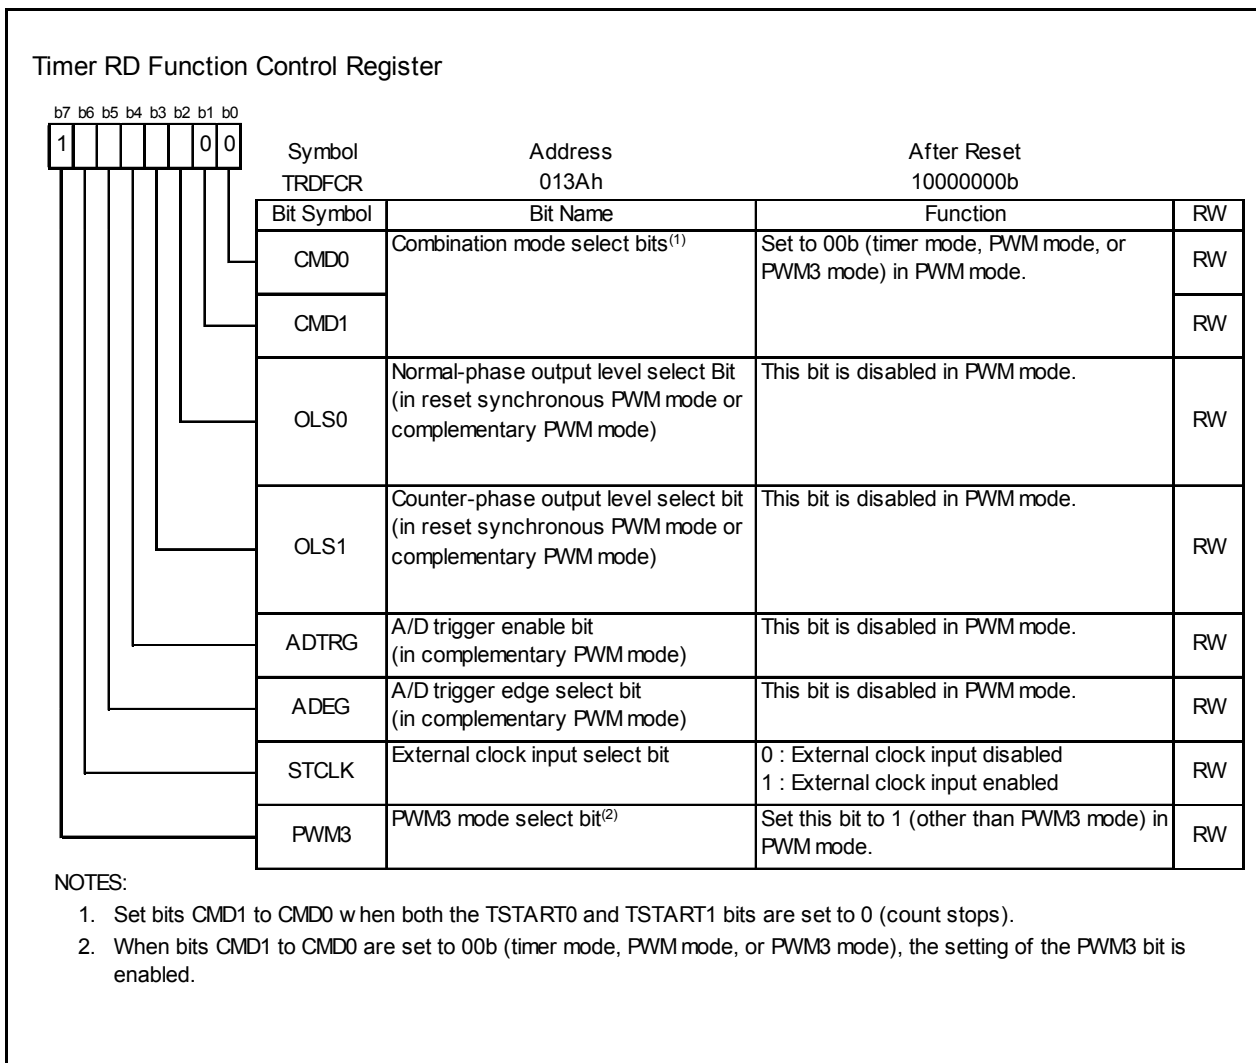 Timer RD Function Control Register
b7 b6 b5 b4 b3 b2 b1 b0
1 0 0
Symbol Address After Reset
TRDFCR 013Ah 10000000b
Bit Symbol Bit Name Function RW
CMD0 Combination mode select bits(1) Set to 00b (timer mode, PWM mode, or RW
PWM3 mode) in PWM mode.
CMD1 RW
Normal-phase output level select Bit This bit is disabled in PWM mode.
(in reset synchronous PWM mode or
OLS0 complementary PWM mode) RW
Counter-phase output level select bit This bit is disabled in PWM mode.
(in reset synchronous PWM mode or
OLS1 complementary PWM mode) RW
ADTRG A/D trigger enable bit This bit is disabled in PWM mode. RW
(in complementary PWM mode)
ADEG A/D trigger edge select bit This bit is disabled in PWM mode. RW
(in complementary PWM mode)
STCLK External clock input select bit 0 : External clock input disabled RW
1 : External clock input enabled
PWM3 PWM3 mode select bit(2) Set this bit to 1 (other than PWM3 mode) in RW
PWM mode.
NOTES:
1. Set bits CMD1 to CMD0 when both the TSTART0 and TSTART1 bits are set to 0 (count stops).
2. When bits CMD1 to CMD0 are set to 00b (timer mode, PWM mode, or PWM3 mode), the setting of the PWM3 bit is
enabled.